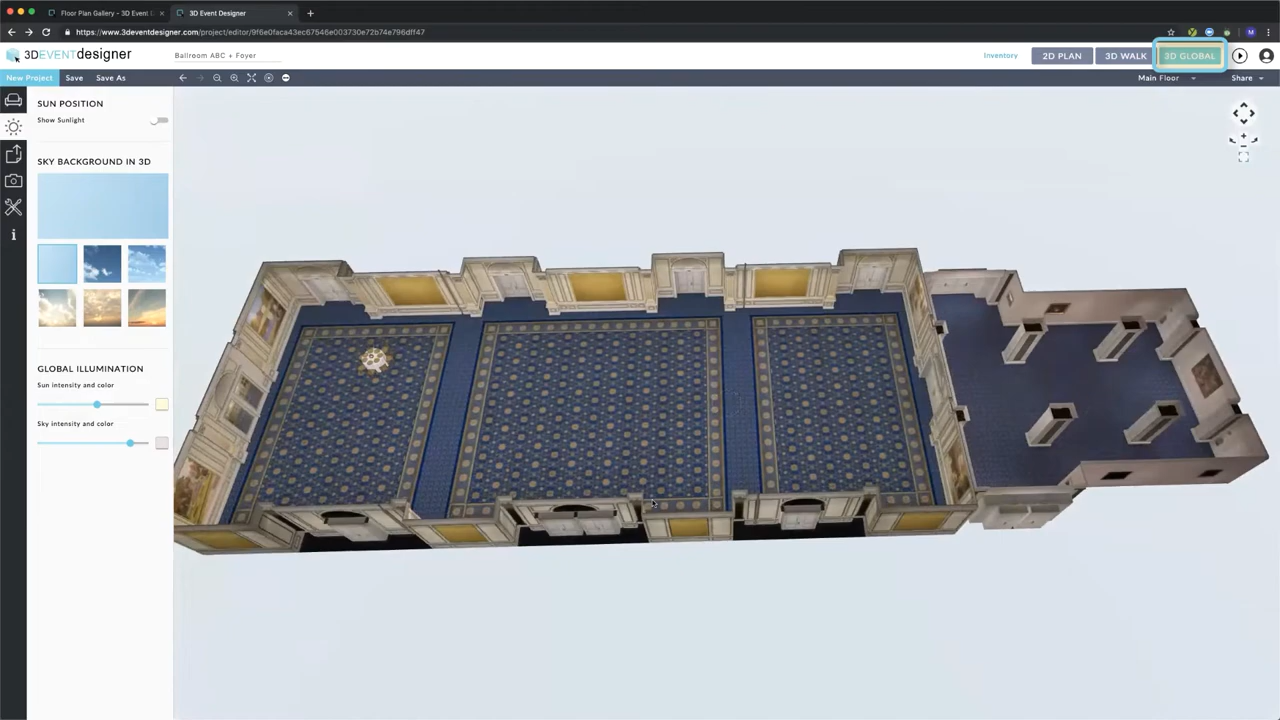 Floor Plan Gallery - 3D Event
3D Event Designer
https://www.3deventdesigner.com/project/editor/9f6e0faca43ec67546e003730e72b74e796dff47
3DEVENTdesigner
Ballroom ABC + Foyer
Inventory
2D PLAN
3D WALK
3D GLOBAL
New Project
Save
Save As
Main Floor
Share
SUN POSITION
Show Sunlight
SKY BACKGROUND IN 3D
GLOBAL ILLUMINATION
Sun intensity and color
Sky intensity and color